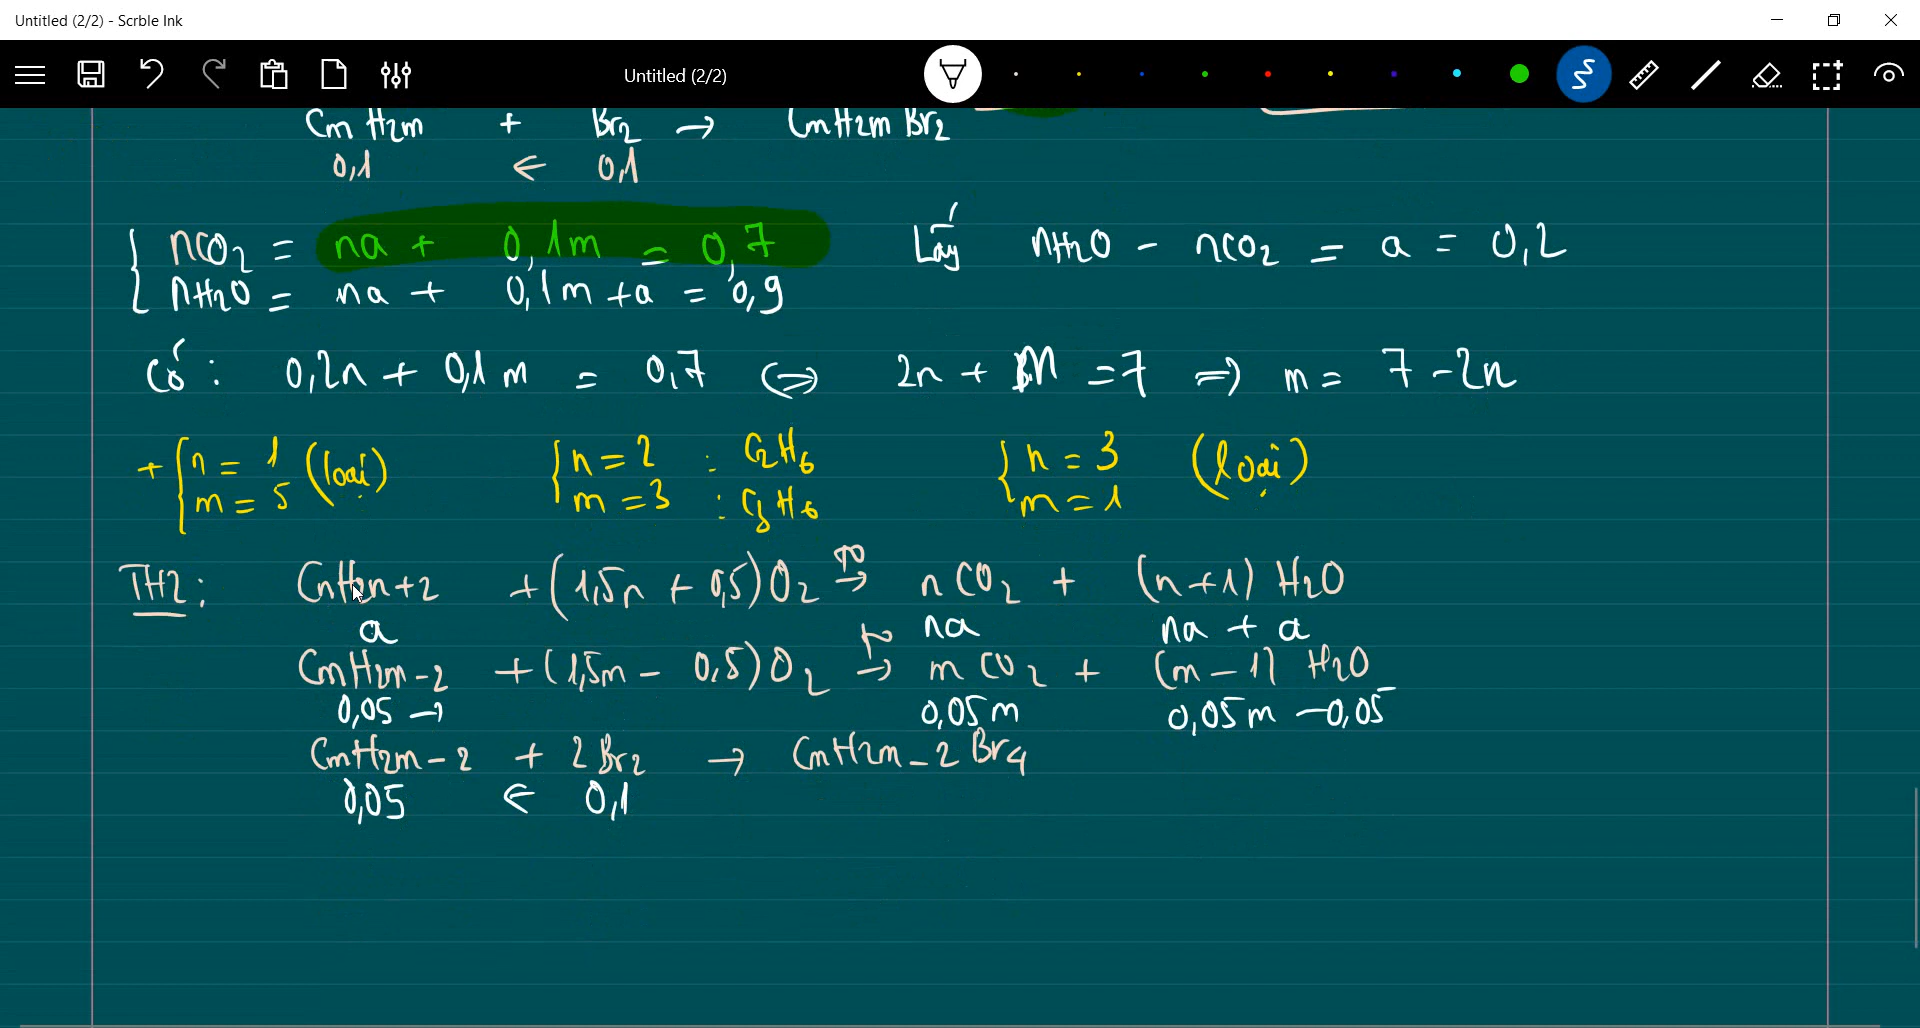 Untitled (2/2) - Scrble Ink
Untitled (2/2)
CmH2m + Br2 → CmH2mBr2
0,1 ← 0,1
{ nCO2 = na + 0,1m = 0,7 Lấy nH2O - nCO2 = a = 0,2
nH2O = na + 0,1m + a = 0,9
Có: 0,2n + 0,1m = 0,7 ⇔ 2n + m = 7 ⇒ m = 7 - 2n
+ { n = 1 (loại) { n = 2 : C2H6 { n = 3 (loại)
m = 5 m = 3 : C3H6 m = 1
TH2: CnH2n+2 + (1,5n + 0,5)O2 → nCO2 + (n+1) H2O
a na na + a
CmH2m-2 + (1,5m - 0,5)O2 → mCO2 + (m-1) H2O
0,05 → 0,05m 0,05m - 0,05
CmH2m-2 + 2Br2 → CmH2m-2Br4
0,05 ← 0,1